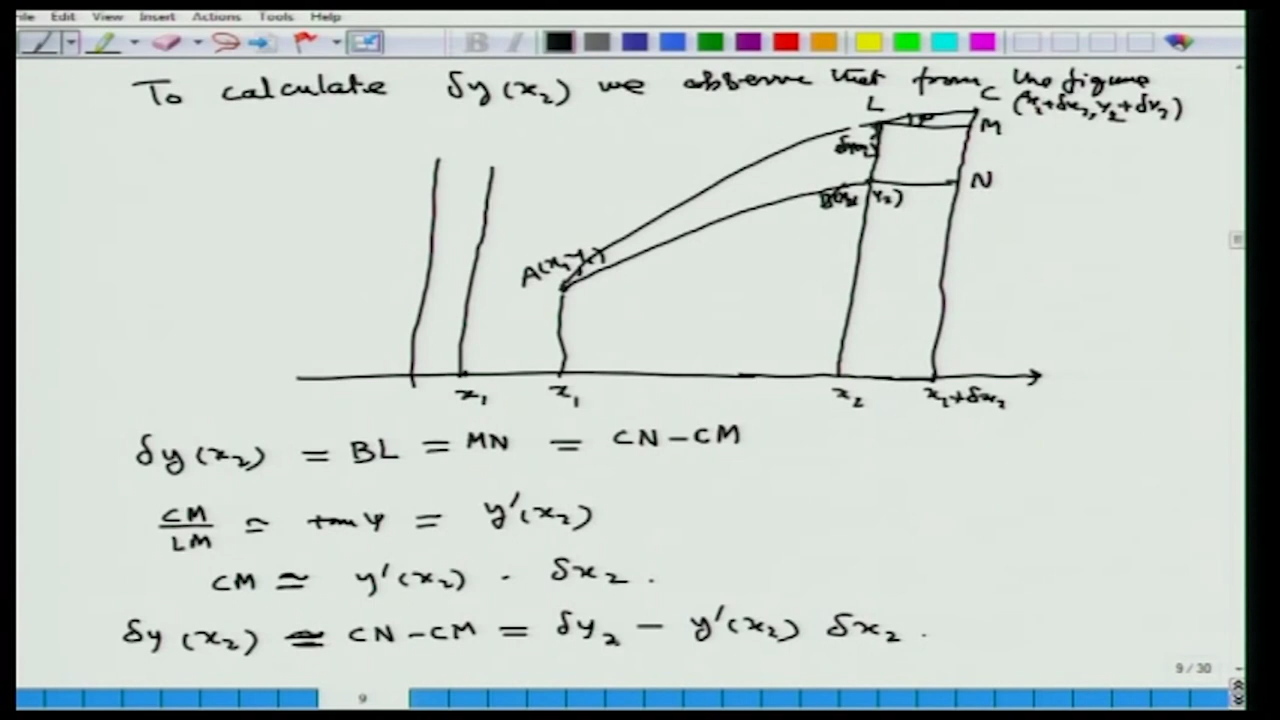 File Edit View Insert Actions Tools Help
To calculate δy(x₂) we observe that from the figure
L C (x₂+δx₂, y₂+δy₂)
ψ M
N
A(x₁, y₁)
x₁ x₁ x₂ x₂+δx₂
δy(x₂) = BL = MN = CN - CM
CM/LM ≃ tan ψ = y'(x₂)
CM ≃ y'(x₂) · δx₂.
δy(x₂) ≃ CN - CM = δy₂ - y'(x₂) δx₂.
9/30
9